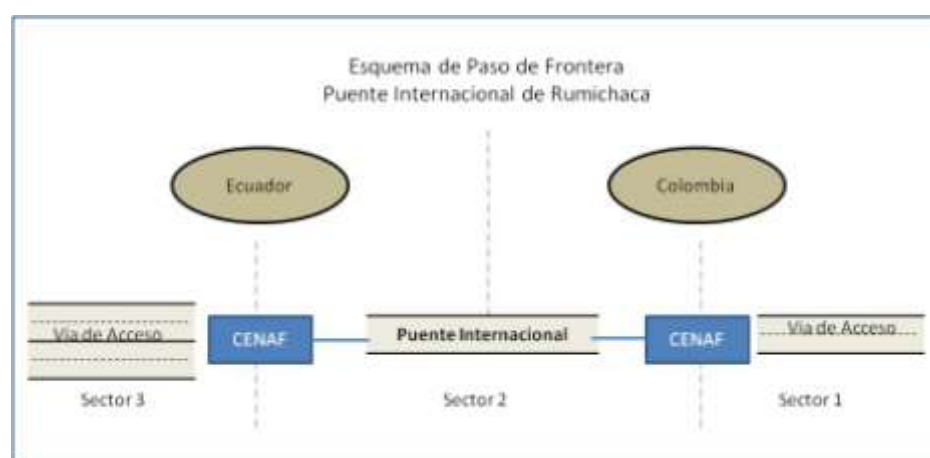 Esquema de Paso de Frontera
Puente Internacional de Rumichaca
Ecuador
Colombia
Via de Acceso
CENAF
Puente Internacional
CENAF
Via de Acceso
Sector 3
Sector 2
Sector 1